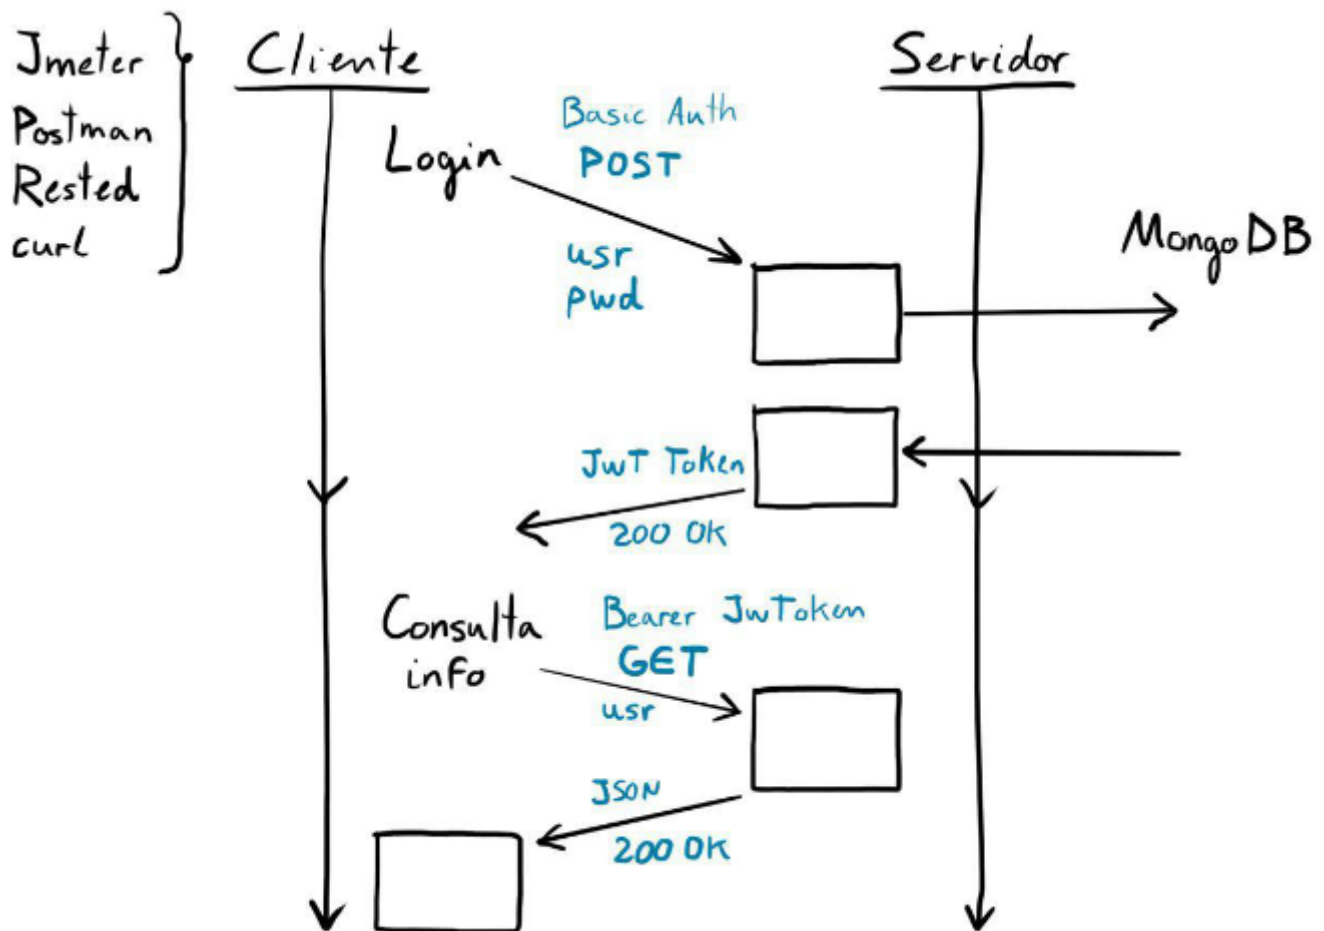 Jmeter
Postman
Rested
curl
Cliente
Servidor
Basic Auth
Login
POST
usr
pwd
MongoDB
JWT Token
200 OK
Consulta
info
Bearer JWToken
GET
usr
JSON
200 OK